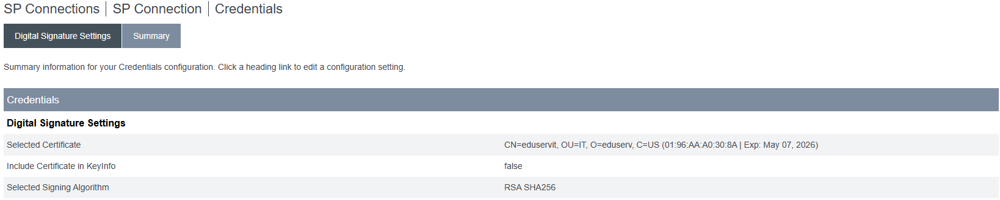 SP Connections | SP Connection | Credentials
Digital Signature Settings Summary
Summary information for your Credentials configuration. Click a heading link to edit a configuration setting.
Credentials
Digital Signature Settings
Selected Certificate CN=eduservit, OU=IT, O=eduserv, C=US (01:96:AA:A0:30:8A | Exp: May 07, 2026)
Include Certificate in KeyInfo false
Selected Signing Algorithm RSA SHA256